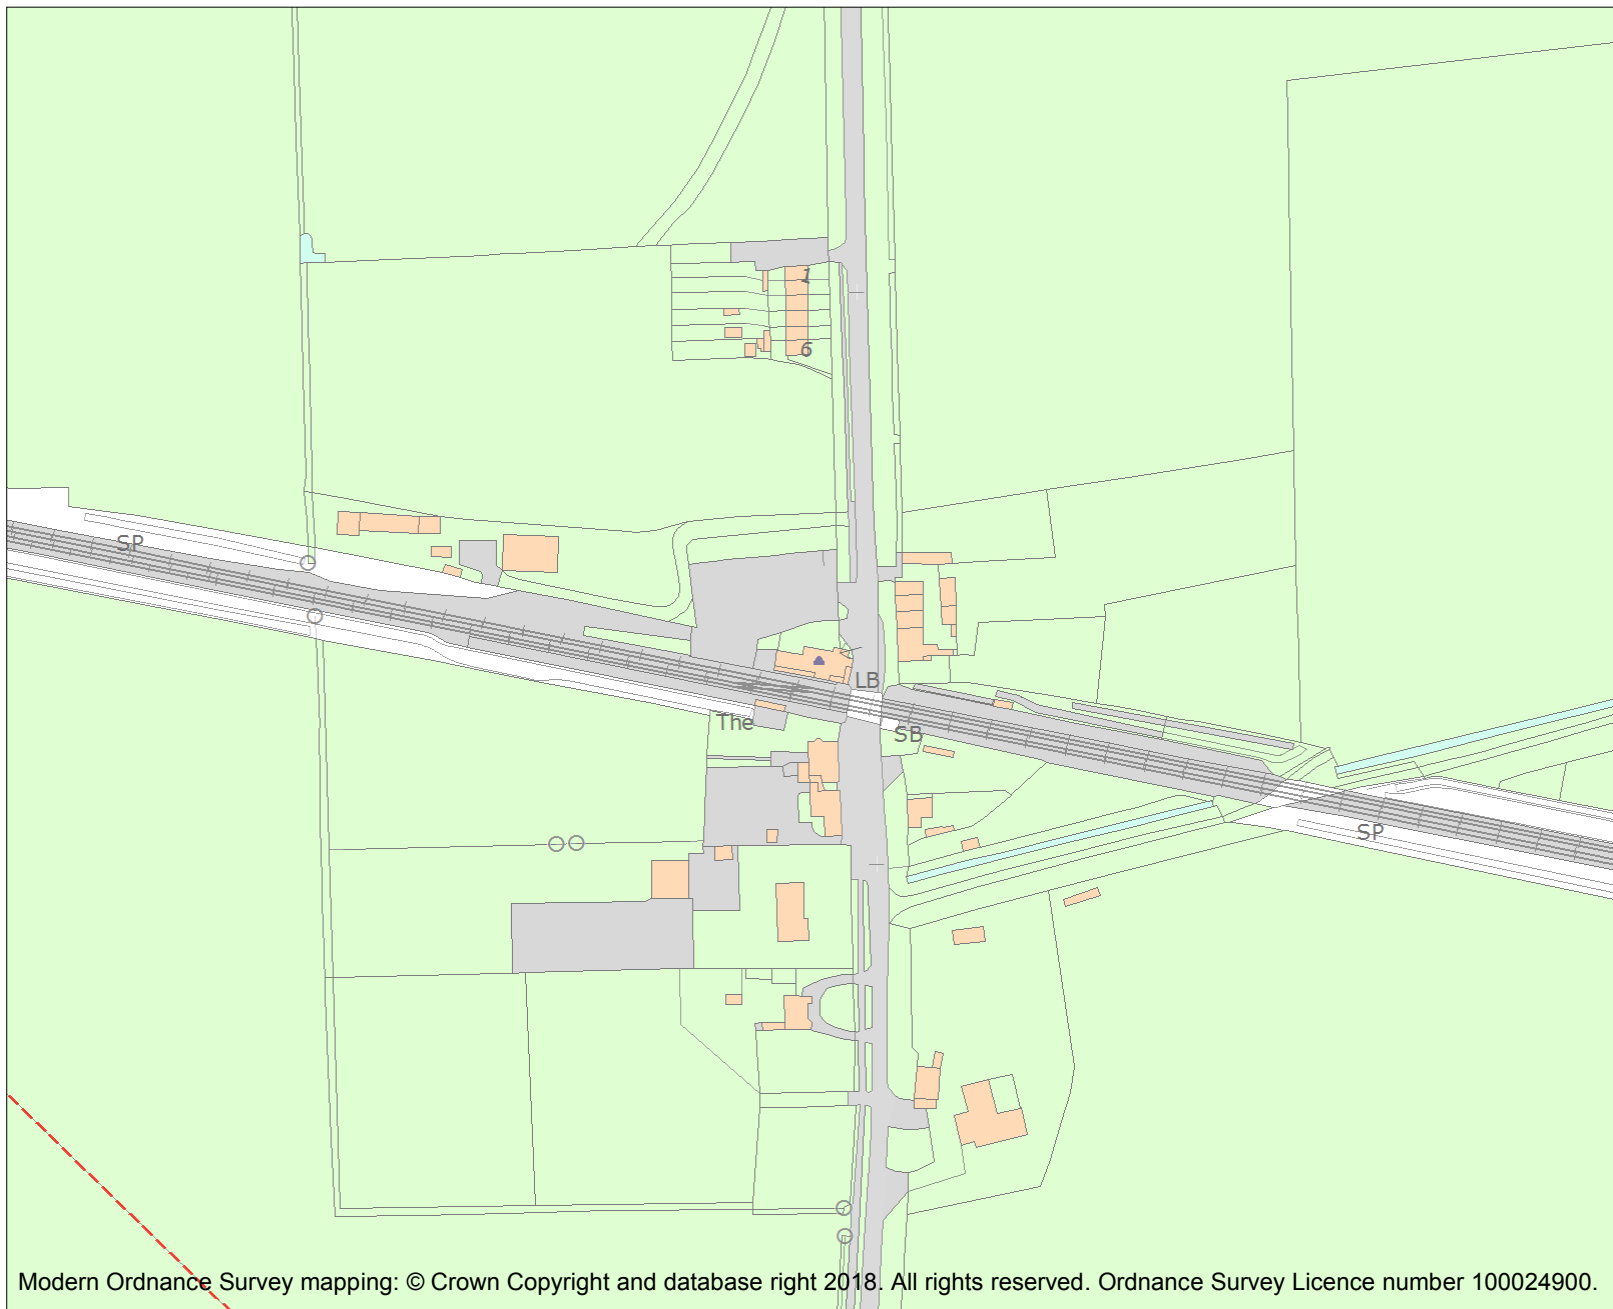 1
6
SP
LB
The
SB
SP
Modern Ordnance Survey mapping: © Crown Copyright and database right 2018. All rights reserved. Ordnance Survey Licence number 100024900.